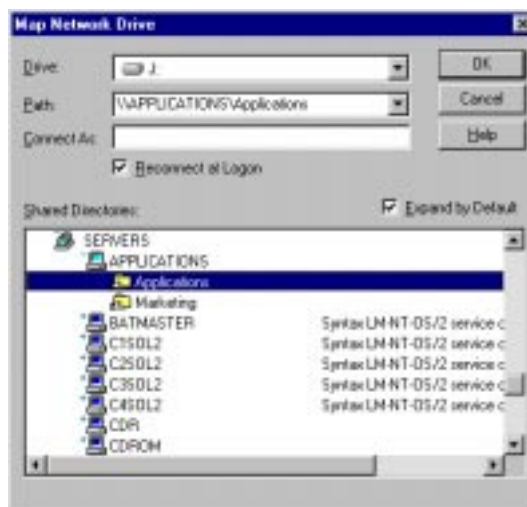 Map Network Drive
Drive: J: OK
Path: \\APPLICATIONS\Applications Cancel
Connect As: Help
Reconnect at Logon
Shared Directories: Expand by Default
SERVERS
APPLICATIONS
Applications
Marketing
BATMASTER Syntax LM-NT-OS/2 service c
C1SOL2 Syntax LM-NT-OS/2 service c
C2SOL2 Syntax LM-NT-OS/2 service c
C3SOL2 Syntax LM-NT-OS/2 service c
C4SOL2 Syntax LM-NT-OS/2 service c
CDR
CDROM